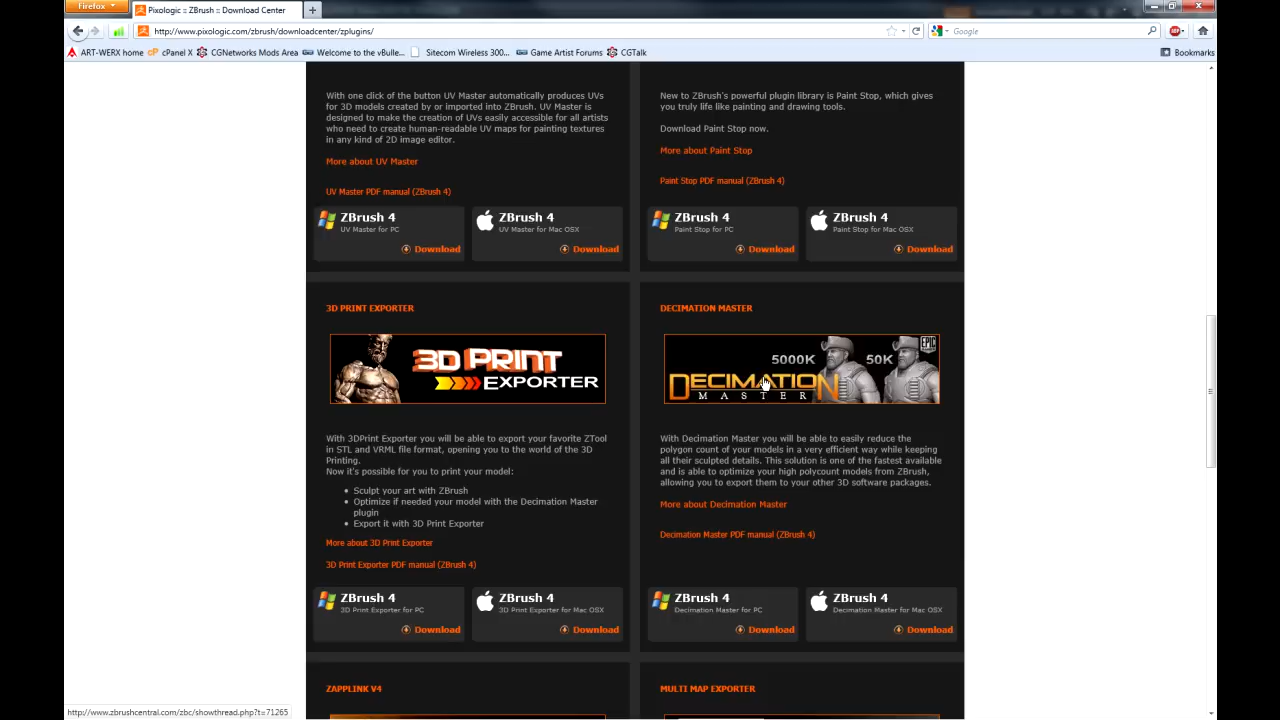 Firefox
Pixologic :: ZBrush :: Download Center
http://www.pixologic.com/zbrush/downloadcenter/zplugins/
Google
ART-WERX home
cPanel X
CGNetworks Mods Area
Welcome to the vBulle...
Sitecom Wireless 300...
Game Artist Forums
CGTalk
Bookmarks
With one click of the button UV Master automatically produces UVs
for 3D models created by or imported into ZBrush. UV Master is
designed to make the creation of UVs easily accessible for all artists
who need to create human-readable UV maps for painting textures
in any kind of 2D image editor.
More about UV Master
UV Master PDF manual (ZBrush 4)
ZBrush 4
UV Master for PC
Download
ZBrush 4
UV Master for Mac OSX
Download
New to ZBrush's powerful plugin library is Paint Stop, which gives
you truly life like painting and drawing tools.
Download Paint Stop now.
More about Paint Stop
Paint Stop PDF manual (ZBrush 4)
ZBrush 4
Paint Stop for PC
Download
ZBrush 4
Paint Stop for Mac OSX
Download
3D PRINT EXPORTER
3D PRINT
EXPORTER
With 3DPrint Exporter you will be able to export your favorite ZTool
in STL and VRML file format, opening you to the world of the 3D
Printing.
Now it's possible for you to print your model:
Sculpt your art with ZBrush
Optimize if needed your model with the Decimation Master
plugin
Export it with 3D Print Exporter
More about 3D Print Exporter
3D Print Exporter PDF manual (ZBrush 4)
ZBrush 4
3D Print Exporter for PC
Download
ZBrush 4
3D Print Exporter for Mac OSX
Download
DECIMATION MASTER
5000K
50K
EPIC
DECIMATION
MASTER
With Decimation Master you will be able to easily reduce the
polygon count of your models in a very efficient way while keeping
all their sculpted details. This solution is one of the fastest available
and is able to optimize your high polycount models from ZBrush,
allowing you to export them to your other 3D software packages.
More about Decimation Master
Decimation Master PDF manual (ZBrush 4)
ZBrush 4
Decimation Master for PC
Download
ZBrush 4
Decimation Master for Mac OSX
Download
ZAPPLINK V4
MULTI MAP EXPORTER
http://www.zbrushcentral.com/zbc/showthread.php?t=71265